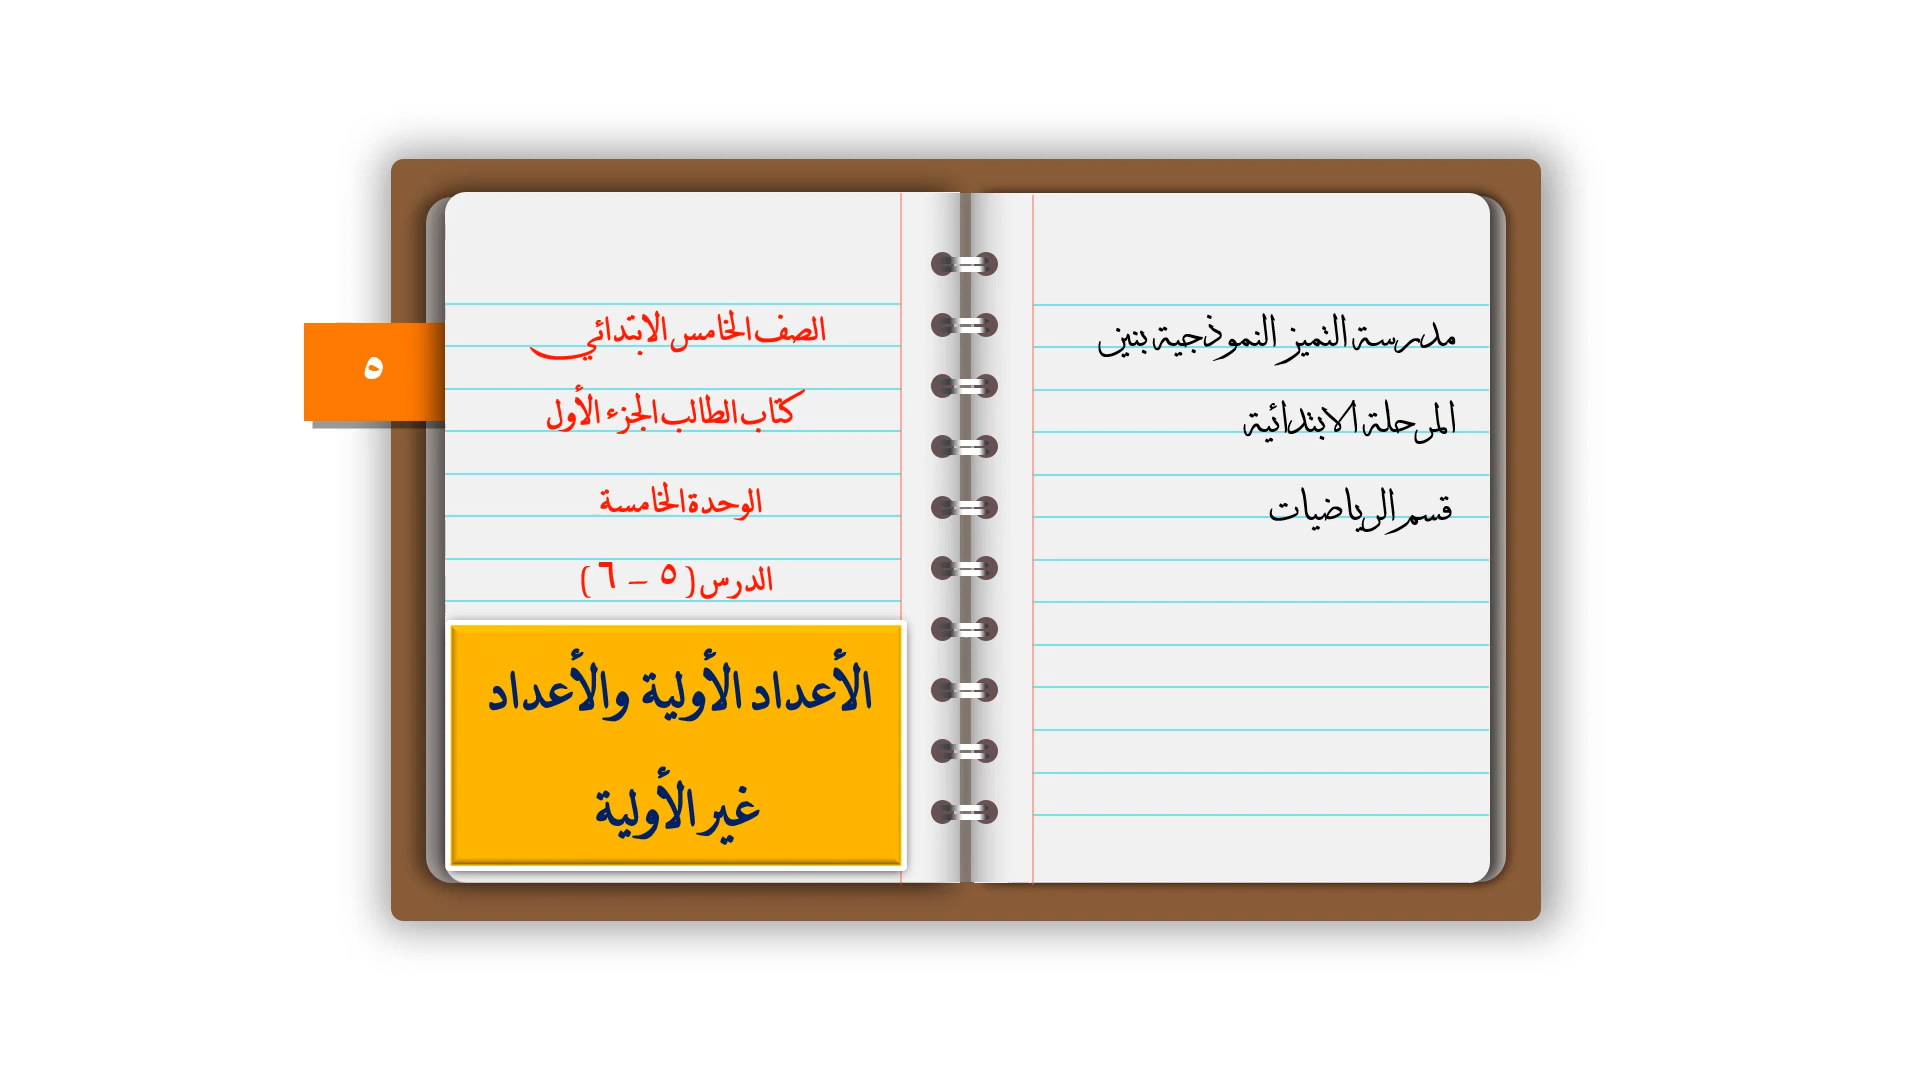 مدرسة التميز النموذجية بنين
المرحلة الابتدائية
قسم الرياضيات
الصف الخامس الابتدائي
كتاب الطالب الجزء الأول
الوحدة الخامسة
الدرس ( ٥ – ٦ )
الأعداد الأولية والأعداد
غير الأولية
٥